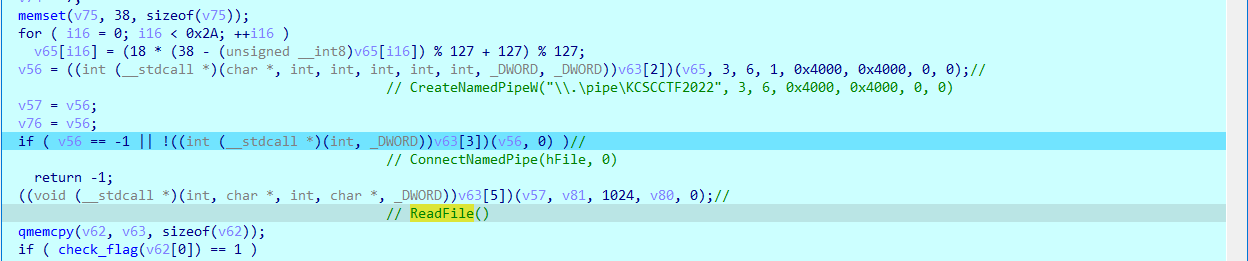 memset(v75, 38, sizeof(v75));
for ( i16 = 0; i16 < 0x2A; ++i16 )
v65[i16] = (18 * (38 - (unsigned __int8)v65[i16]) % 127 + 127) % 127;
v56 = ((int (__stdcall *)(char *, int, int, int, int, int, _DWORD, _DWORD))v63[2])(v65, 3, 6, 1, 0x4000, 0x4000, 0, 0);//
// CreateNamedPipeW("\\.\pipe\KCSCCTF2022", 3, 6, 0x4000, 0x4000, 0, 0)
v57 = v56;
v76 = v56;
if ( v56 == -1 || !((int (__stdcall *)(int, _DWORD))v63[3])(v56, 0) )//
// ConnectNamedPipe(hFile, 0)
return -1;
((void (__stdcall *)(int, char *, int, char *, _DWORD))v63[5])(v57, v81, 1024, v80, 0);//
// ReadFile()
qmemcpy(v62, v63, sizeof(v62));
if ( check_flag(v62[0]) == 1 )